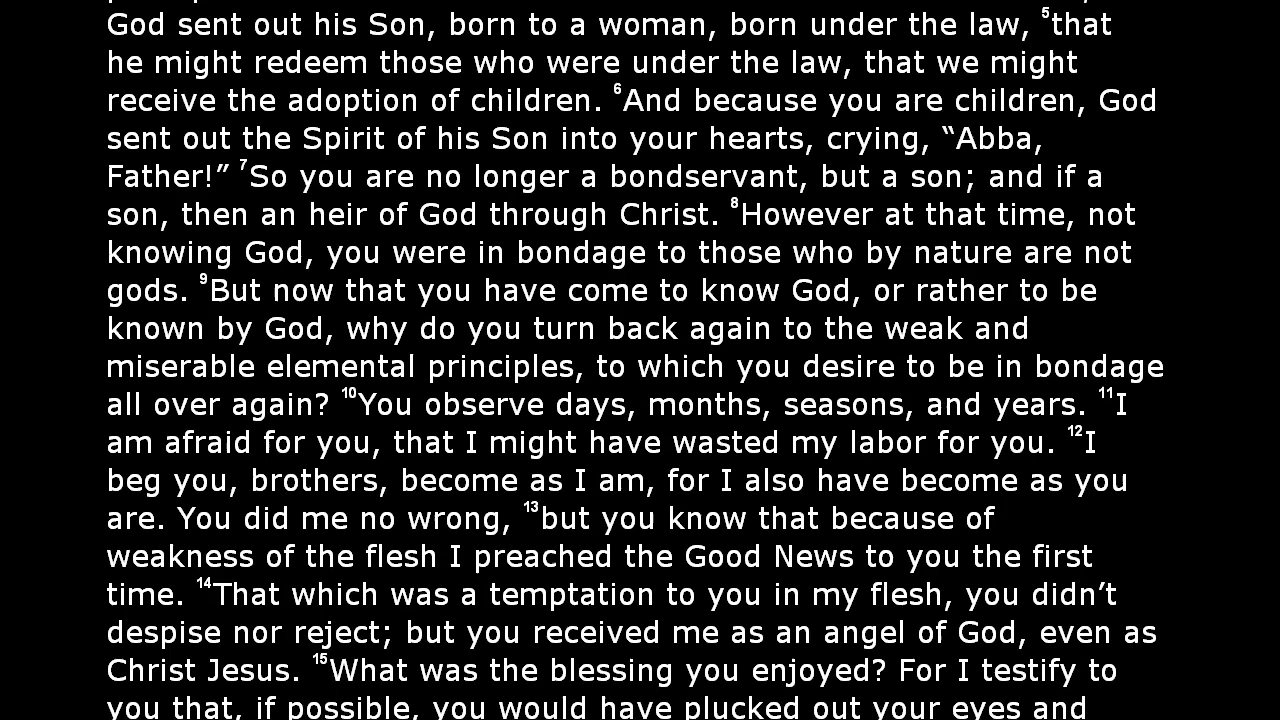 God sent out his Son, born to a woman, born under the law, ⁵that
he might redeem those who were under the law, that we might
receive the adoption of children. ⁶And because you are children, God
sent out the Spirit of his Son into your hearts, crying, “Abba,
Father!” ⁷So you are no longer a bondservant, but a son; and if a
son, then an heir of God through Christ. ⁸However at that time, not
knowing God, you were in bondage to those who by nature are not
gods. ⁹But now that you have come to know God, or rather to be
known by God, why do you turn back again to the weak and
miserable elemental principles, to which you desire to be in bondage
all over again? ¹⁰You observe days, months, seasons, and years. ¹¹I
am afraid for you, that I might have wasted my labor for you. ¹²I
beg you, brothers, become as I am, for I also have become as you
are. You did me no wrong, ¹³but you know that because of
weakness of the flesh I preached the Good News to you the first
time. ¹⁴That which was a temptation to you in my flesh, you didn’t
despise nor reject; but you received me as an angel of God, even as
Christ Jesus. ¹⁵What was the blessing you enjoyed? For I testify to
you that, if possible, you would have plucked out your eyes and